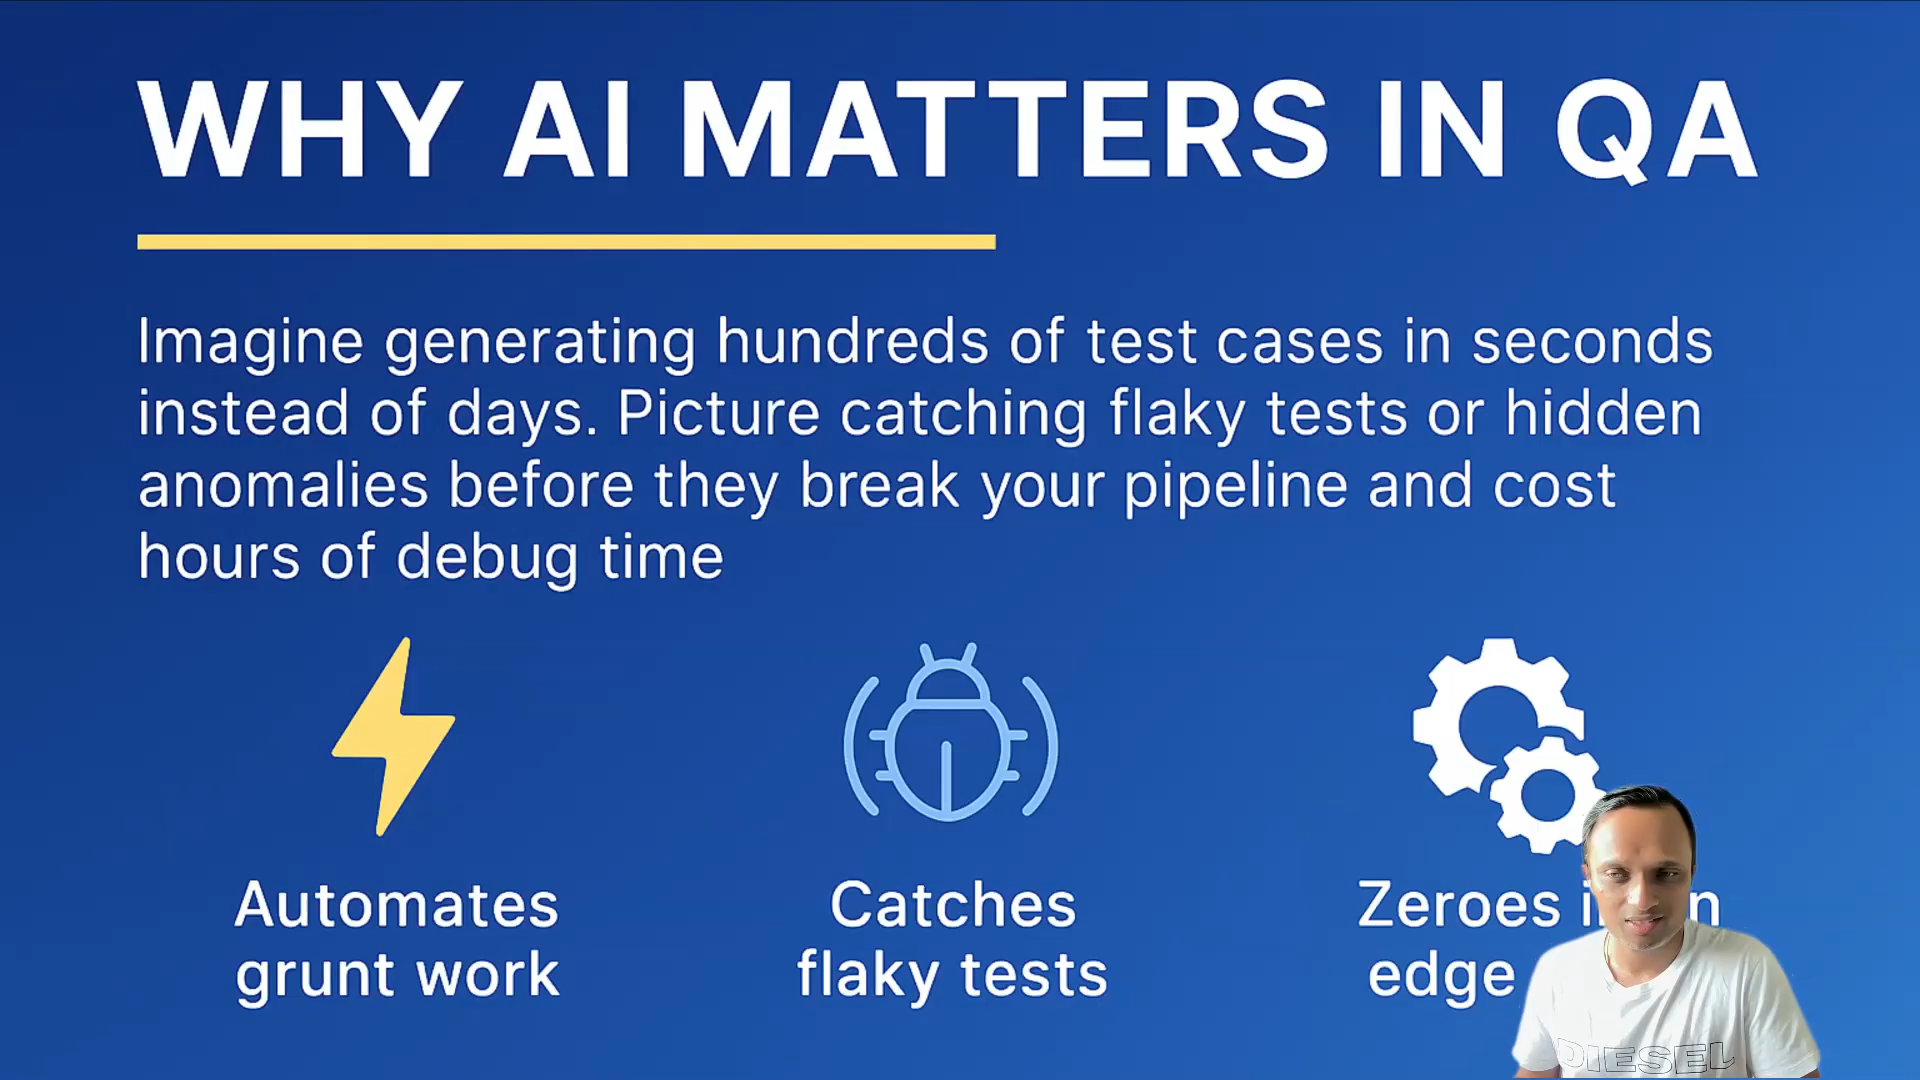 WHY AI MATTERS IN QA
Imagine generating hundreds of test cases in seconds
instead of days. Picture catching flaky tests or hidden
anomalies before they break your pipeline and cost
hours of debug time
Automates
grunt work
Catches
flaky tests
Zeroes
edge
DIESEL